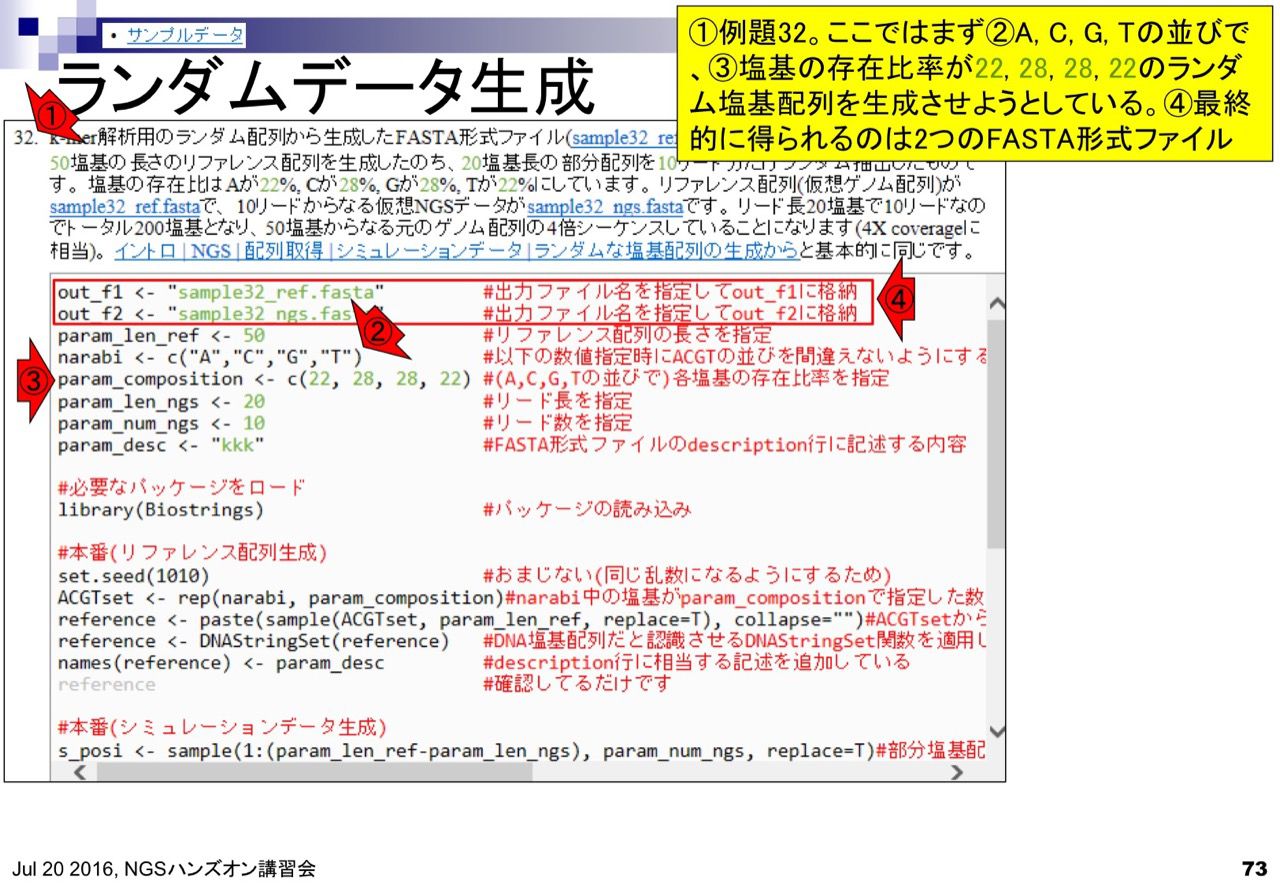 • サンプルデータ
ランダムデータ生成
①例題32。ここではまず②A, C, G, Tの並びで
、③塩基の存在比率が22, 28, 28, 22のランダ
ム塩基配列を生成させようとしている。④最終
的に得られるのは2つのFASTA形式ファイル
①
32. k-mer解析用のランダム配列から生成したFASTA形式ファイル(sample32_ref
50塩基の長さのリファレンス配列を生成したのち、20塩基長の部分配列を10リード分だけランダム抽出したもので
す。塩基の存在比はAが22%, Cが28%, Gが28%, Tが22%にしています。リファレンス配列(仮想ゲノム配列)が
sample32_ref.fastaで、10リードからなる仮想NGSデータがsample32_ngs.fastaです。リード長20塩基で10リードなの
でトータル200塩基となり、50塩基からなる元のゲノム配列の4倍シーケンスしていることになります(4X coverageに
相当)。イントロ | NGS | 配列取得 | シミュレーションデータ | ランダムな塩基配列の生成からと基本的に同じです。
out_f1 <- "sample32_ref.fasta" #出力ファイル名を指定してout_f1に格納
④
out_f2 <- "sample32_ngs.fas " #出力ファイル名を指定してout_f2に格納
②
param_len_ref <- 50 #リファレンス配列の長さを指定
narabi <- c("A","C","G","T") #以下の数値指定時にACGTの並びを間違えないようにする
③
param_composition <- c(22, 28, 28, 22) #(A,C,G,Tの並びで)各塩基の存在比率を指定
param_len_ngs <- 20 #リード長を指定
param_num_ngs <- 10 #リード数を指定
param_desc <- "kkk" #FASTA形式ファイルのdescription行に記述する内容
#必要なパッケージをロード
library(Biostrings) #パッケージの読み込み
#本番(リファレンス配列生成)
set.seed(1010) #おまじない(同じ乱数になるようにするため)
ACGTset <- rep(narabi, param_composition)#narabi中の塩基がparam_compositionで指定した数
reference <- paste(sample(ACGTset, param_len_ref, replace=T), collapse="")#ACGTsetから
reference <- DNAStringSet(reference) #DNA塩基配列だと認識させるDNAStringSet関数を適用し
names(reference) <- param_desc #description行に相当する記述を追加している
reference #確認してるだけです
#本番(シミュレーションデータ生成)
s_posi <- sample(1:(param_len_ref-param_len_ngs), param_num_ngs, replace=T)#部分塩基配
Jul 20 2016, NGSハンズオン講習会
73